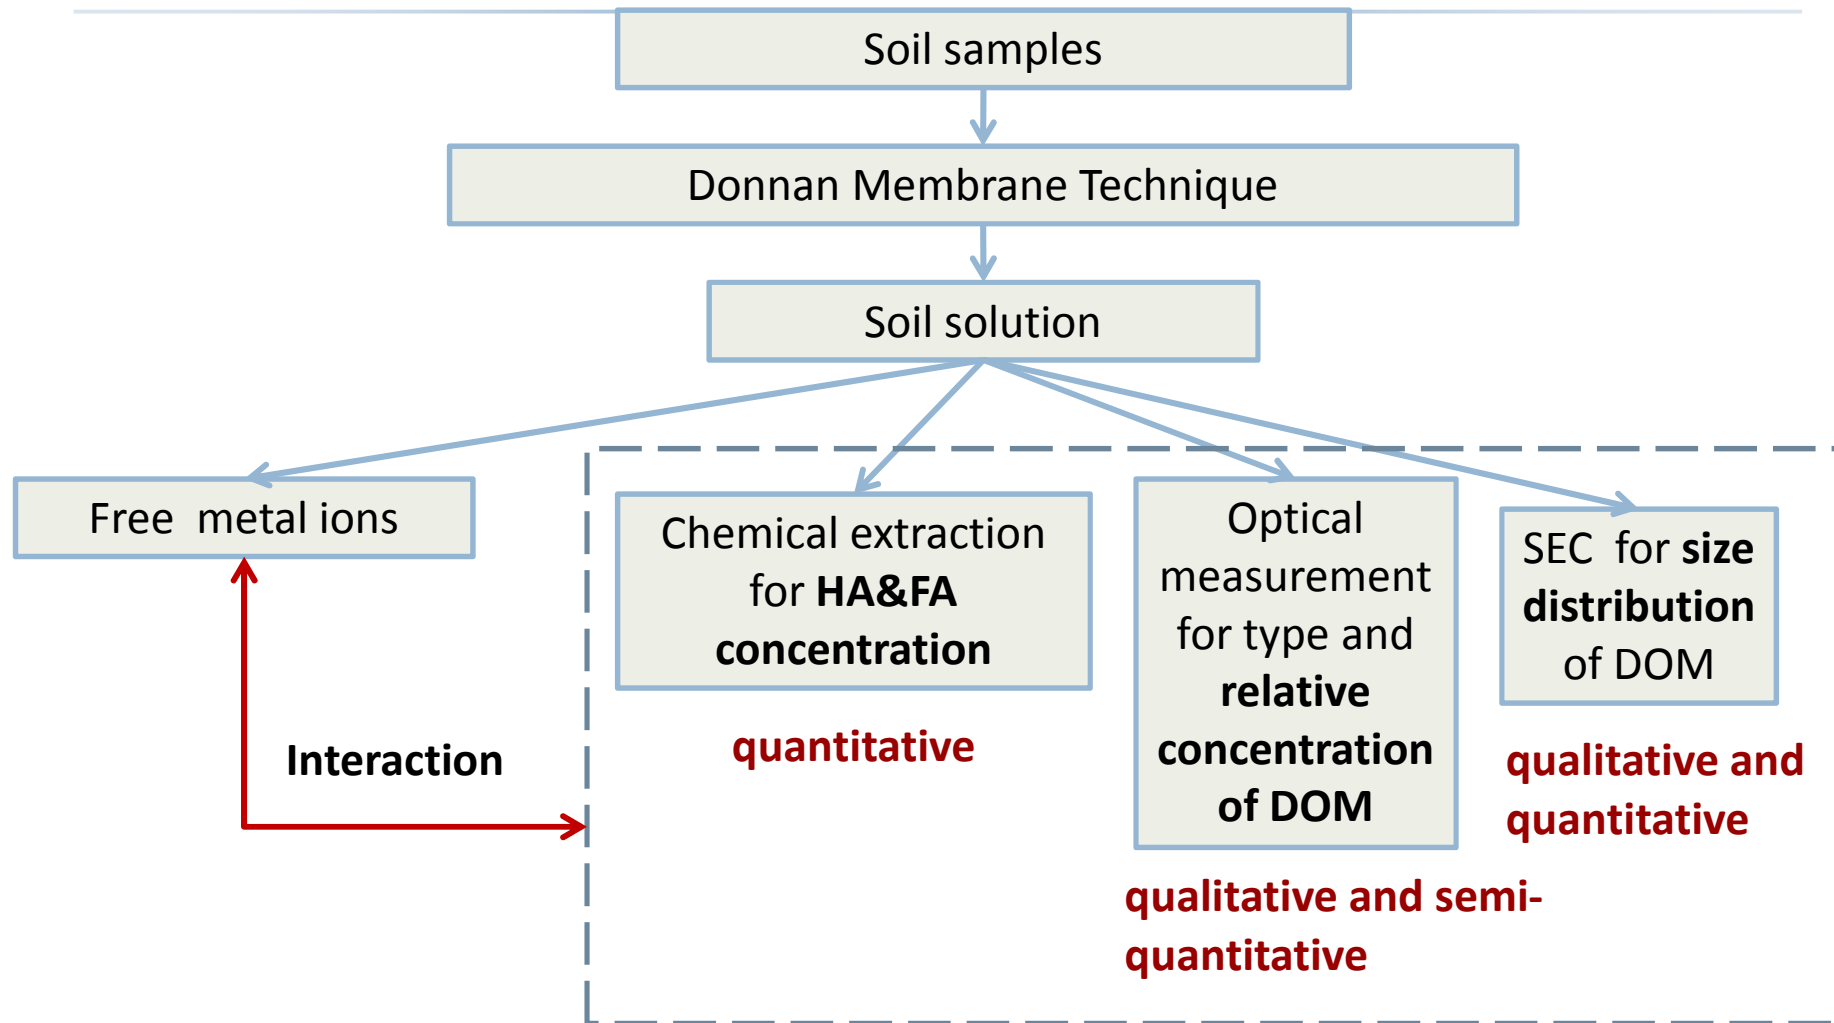 Soil samples
Donnan Membrane Technique
Soil solution
Free metal ions
Chemical extraction
for HA&FA
concentration
quantitative
Optical
measurement
for type and
relative
concentration
of DOM
qualitative and semi-
quantitative
SEC for size
distribution
of DOM
qualitative and
quantitative
Interaction